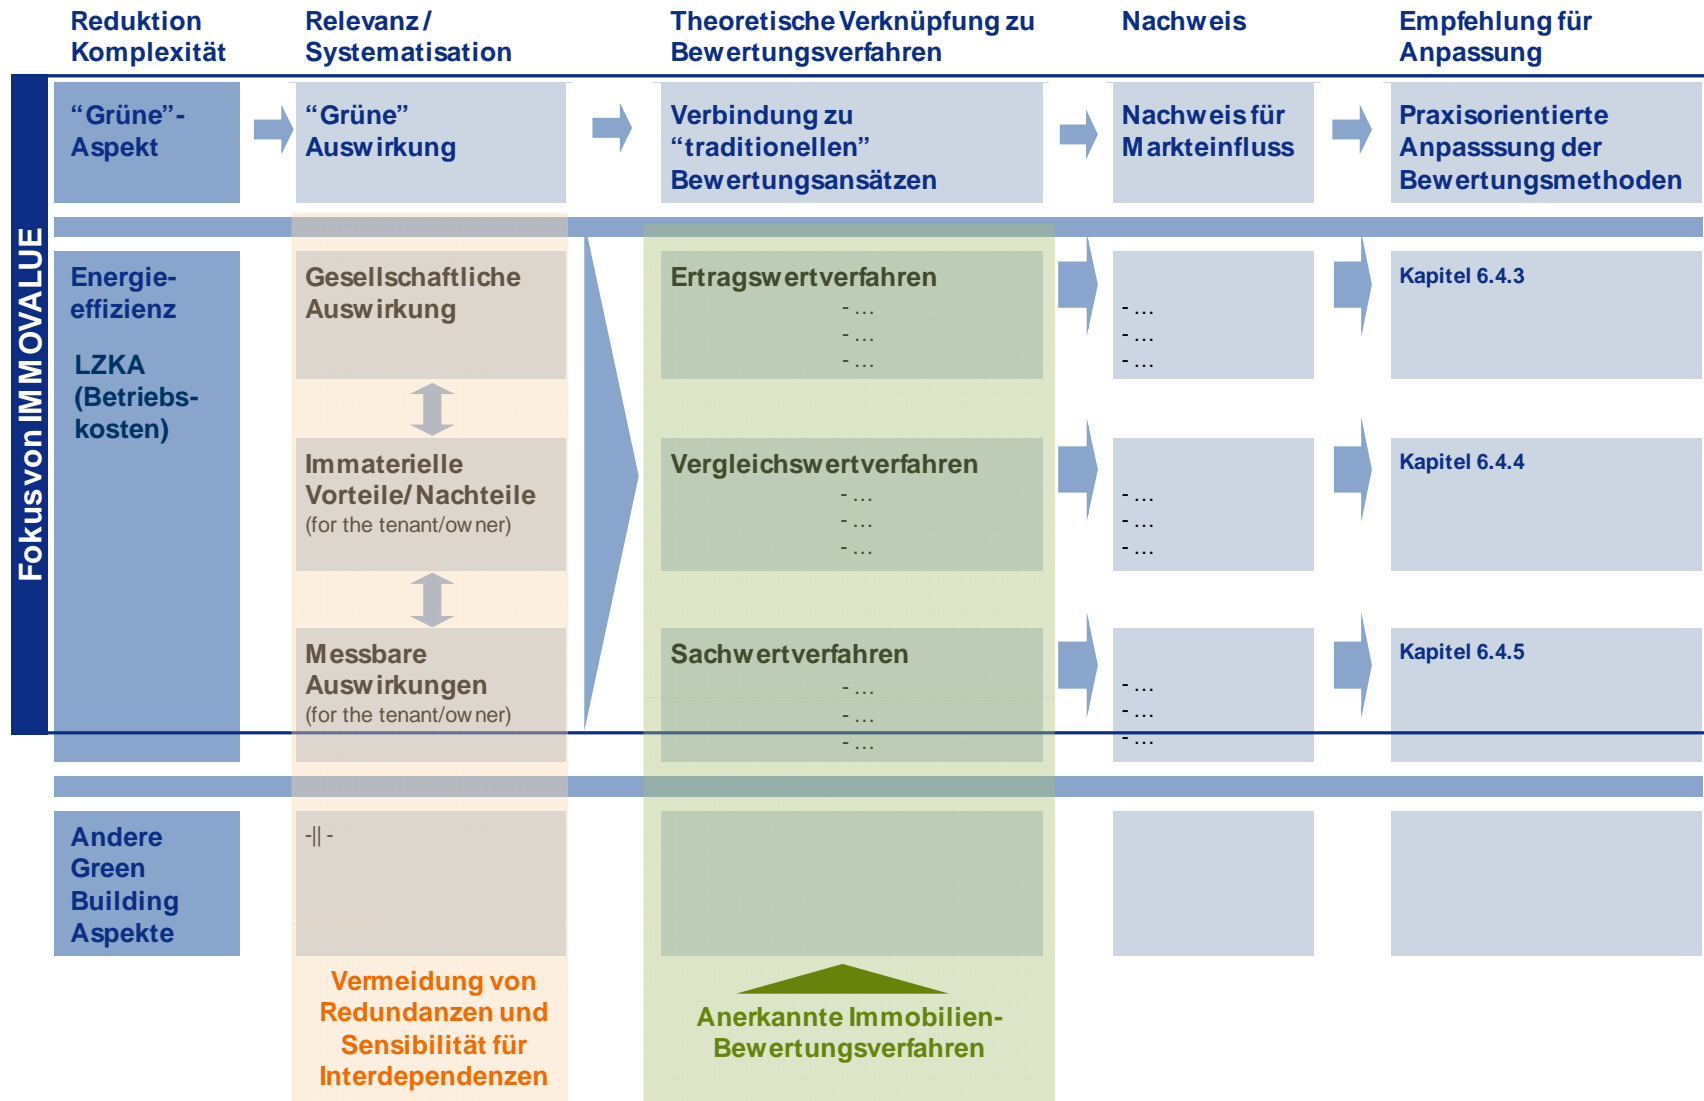 Reduktion
Komplexität
Relevanz /
Systematisation
Theoretische Verknüpfung zu
Bewertungsverfahren
Nachweis
Empfehlung für
Anpassung
Fokus von IMMOVALUE
“Grüne”-
Aspekt
“Grüne”
Auswirkung
Verbindung zu
“traditionellen”
Bewertungsansätzen
Nachweis für
Markteinfluss
Praxisorientierte
Anpasssung der
Bewertungsmethoden
Energie-
effizienz
LZKA
(Betriebs-
kosten)
Gesellschaftliche
Auswirkung
Ertragswertverfahren
- …
- …
- …
- …
- …
- …
Kapitel 6.4.3
Immaterielle
Vorteile/ Nachteile
(for the tenant/owner)
Vergleichswertverfahren
- …
- …
- …
- …
- …
- …
Kapitel 6.4.4
Messbare
Auswirkungen
(for the tenant/owner)
Sachwertverfahren
- …
- …
- …
- …
- …
- …
Kapitel 6.4.5
Andere
Green
Building
Aspekte
-|| -
Vermeidung von
Redundanzen und
Sensibilität für
Interdependenzen
Anerkannte Immobilien-
Bewertungsverfahren